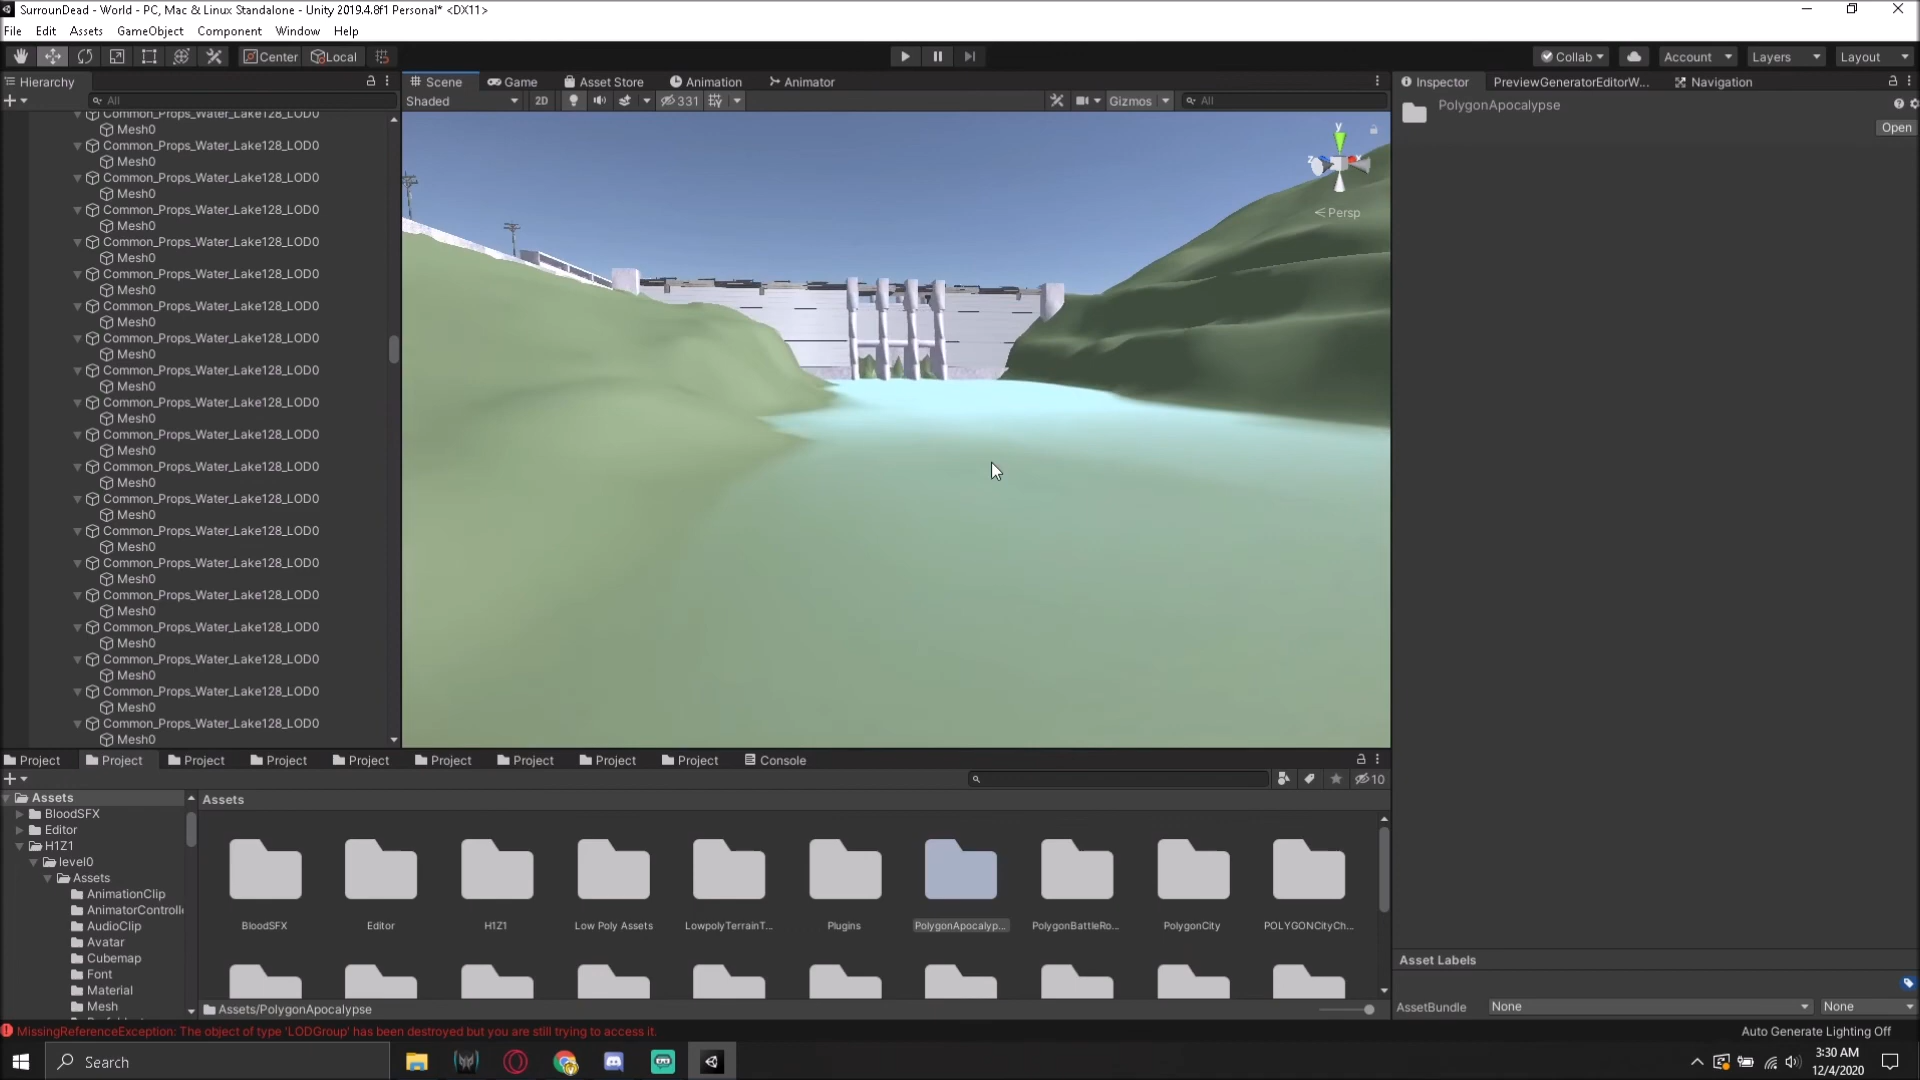 SurrounDead - World - PC, Mac & Linux Standalone - Unity 2019.4.8f1 Personal* <DX11>
File Edit Assets GameObject Component Window Help
Center Local Collab Account Layers Layout
Hierarchy
All
Common_Props_Water_Lake128_LOD0
Mesh0
Common_Props_Water_Lake128_LOD0
Mesh0
Common_Props_Water_Lake128_LOD0
Mesh0
Common_Props_Water_Lake128_LOD0
Mesh0
Common_Props_Water_Lake128_LOD0
Mesh0
Common_Props_Water_Lake128_LOD0
Mesh0
Common_Props_Water_Lake128_LOD0
Mesh0
Common_Props_Water_Lake128_LOD0
Mesh0
Common_Props_Water_Lake128_LOD0
Mesh0
Common_Props_Water_Lake128_LOD0
Mesh0
Common_Props_Water_Lake128_LOD0
Mesh0
Common_Props_Water_Lake128_LOD0
Mesh0
Common_Props_Water_Lake128_LOD0
Mesh0
Common_Props_Water_Lake128_LOD0
Mesh0
Common_Props_Water_Lake128_LOD0
Mesh0
Common_Props_Water_Lake128_LOD0
Mesh0
Common_Props_Water_Lake128_LOD0
Mesh0
Common_Props_Water_Lake128_LOD0
Mesh0
Common_Props_Water_Lake128_LOD0
Mesh0
Common_Props_Water_Lake128_LOD0
Mesh0
Scene Game Asset Store Animation Animator
Shaded 2D 331 Gizmos All
y
z x
Persp
Inspector PreviewGeneratorEditorW... Navigation
PolygonApocalypse
Open
Project Project Project Project Project Project Project Project Project Console
10
Assets
BloodSFX
Editor
H1Z1
level0
Assets
AnimationClip
AnimatorControlle
AudioClip
Avatar
Cubemap
Font
Material
Mesh
Assets
BloodSFX Editor H1Z1 Low Poly Assets LowpolyTerrainT... Plugins PolygonApocalyp... PolygonBattleRo... PolygonCity POLYGONCityCh...
Assets/PolygonApocalypse
Asset Labels
AssetBundle None None
MissingReferenceException: The object of type 'LODGroup' has been destroyed but you are still trying to access it.
Auto Generate Lighting Off
Search
3:30 AM
12/4/2020